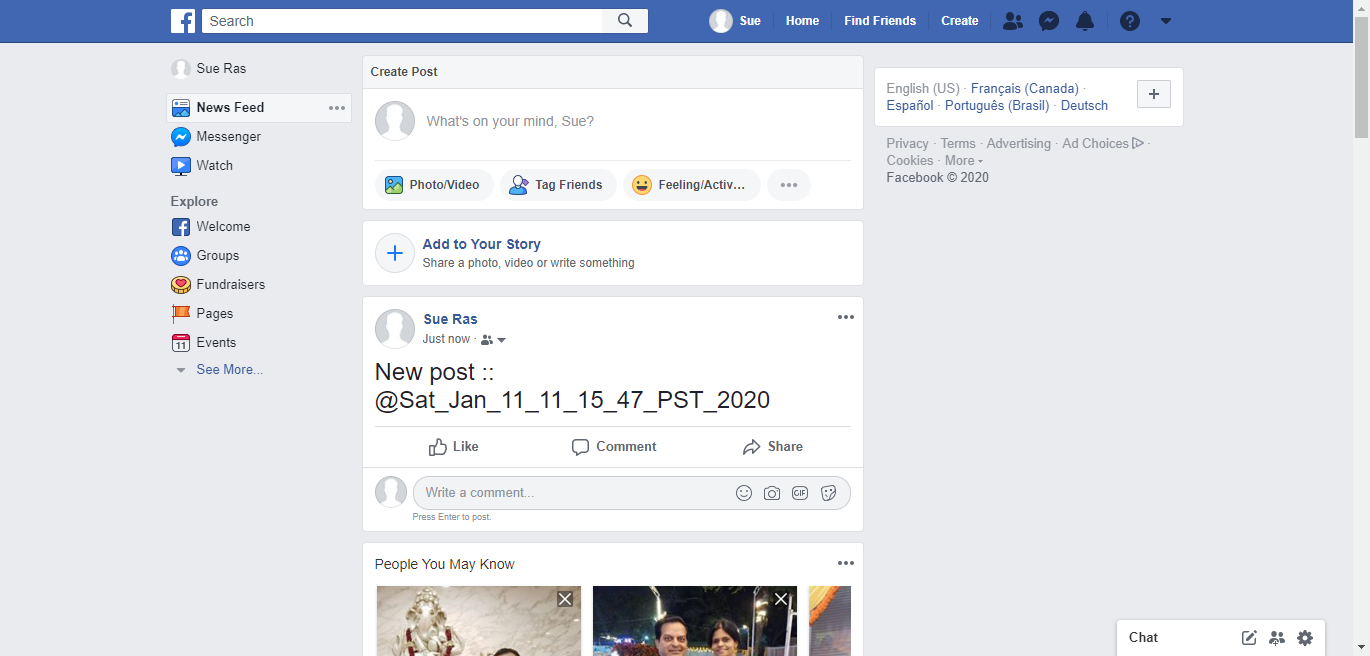 Search
Sue
Home
Find Friends
Create
Sue Ras
News Feed
Messenger
Watch
Explore
Welcome
Groups
Fundraisers
Pages
11
Events
See More...
Create Post
What's on your mind, Sue?
Photo/Video
Tag Friends
Feeling/Activ...
Add to Your Story
Share a photo, video or write something
Sue Ras
Just now ·
New post ::
@Sat_Jan_11_11_15_47_PST_2020
Like
Comment
Share
Write a comment...
GIF
Press Enter to post.
People You May Know
English (US) · Français (Canada) ·
Español · Português (Brasil) · Deutsch
Privacy · Terms · Advertising · Ad Choices ·
Cookies · More
Facebook © 2020
Chat